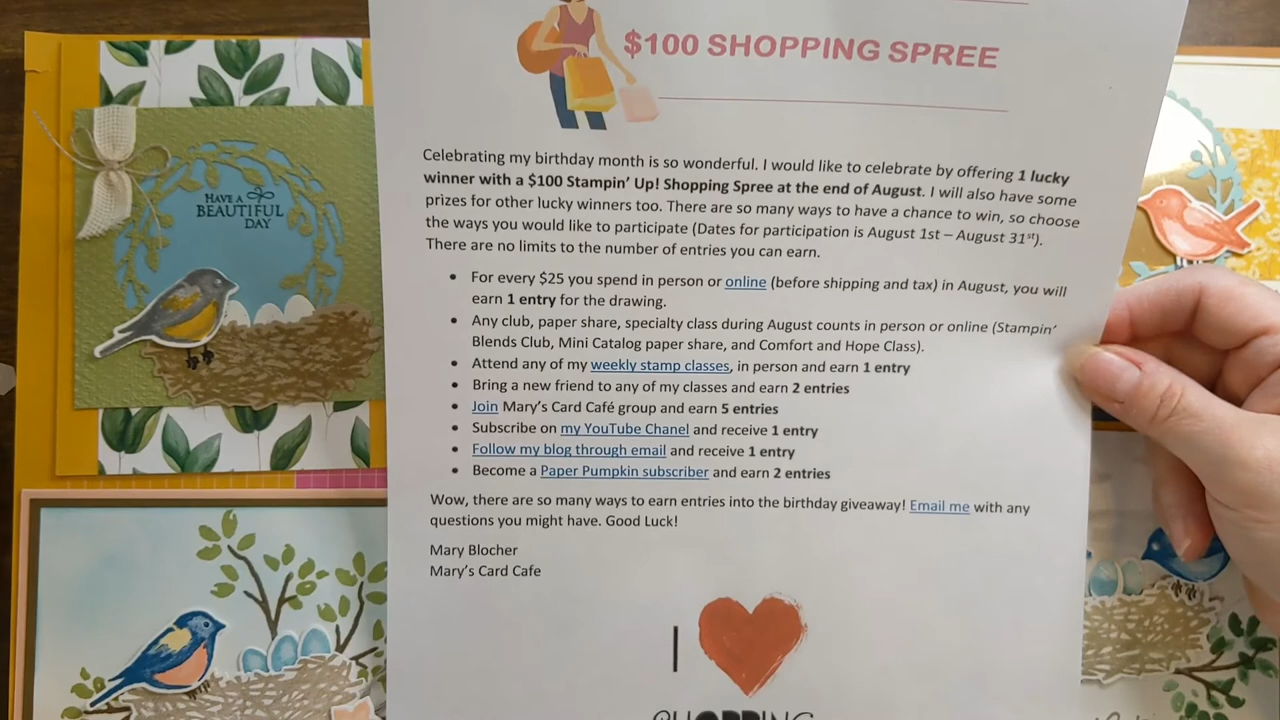 $100 SHOPPING SPREE
HAVE A
BEAUTIFUL
DAY
Celebrating my birthday month is so wonderful. I would like to celebrate by offering 1 lucky
winner with a $100 Stampin' Up! Shopping Spree at the end of August. I will also have some
prizes for other lucky winners too. There are so many ways to have a chance to win, so choose
the ways you would like to participate (Dates for participation is August 1st – August 31st).
There are no limits to the number of entries you can earn.
• For every $25 you spend in person or online (before shipping and tax) in August, you will
earn 1 entry for the drawing.
• Any club, paper share, specialty class during August counts in person or online (Stampin'
Blends Club, Mini Catalog paper share, and Comfort and Hope Class).
• Attend any of my weekly stamp classes, in person and earn 1 entry
• Bring a new friend to any of my classes and earn 2 entries
• Join Mary's Card Café group and earn 5 entries
• Subscribe on my YouTube Chanel and receive 1 entry
• Follow my blog through email and receive 1 entry
• Become a Paper Pumpkin subscriber and earn 2 entries
Wow, there are so many ways to earn entries into the birthday giveaway! Email me with any
questions you might have. Good Luck!
Mary Blocher
Mary's Card Cafe
I
SHOPPING